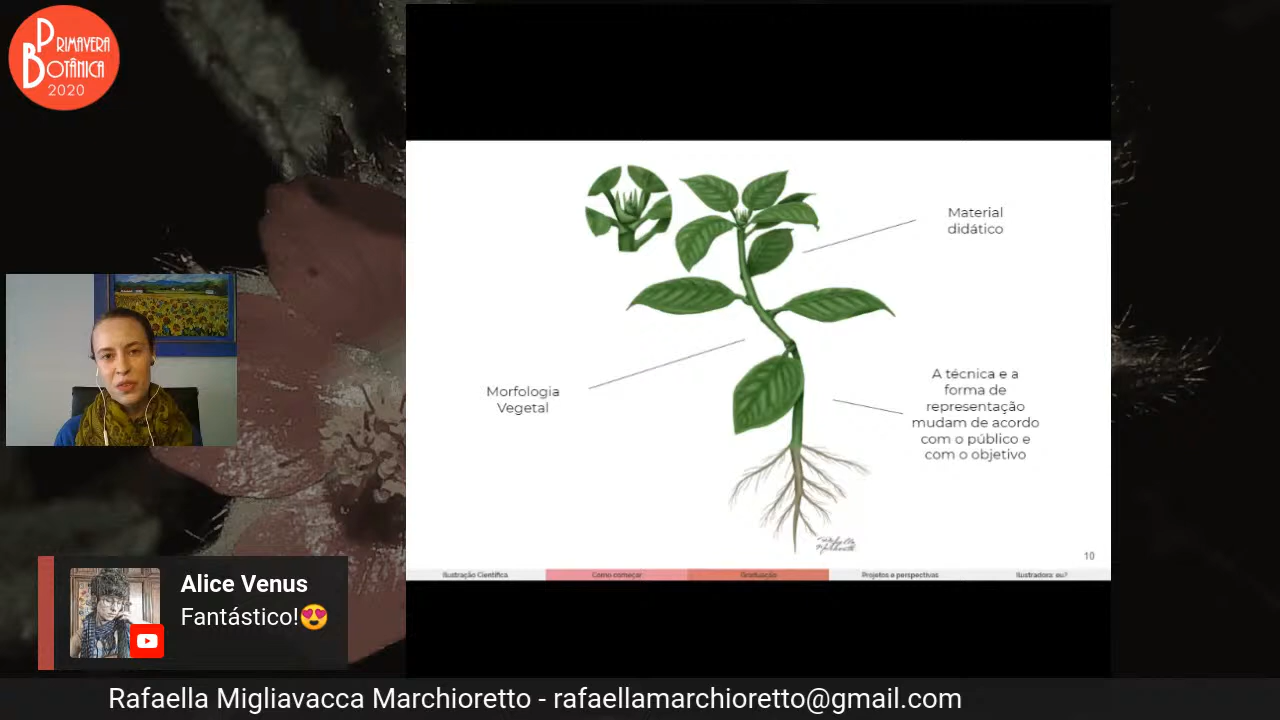 PRIMAVERA
BOTÂNICA
2020
Material
didático
Morfologia
Vegetal
A técnica e a
forma de
representação
mudam de acordo
com o público e
com o objetivo
10
Ilustração Científica
Como começar
Graduação
Projetos e perspectivas
Ilustradora: eu?
Alice Venus
Fantástico!😍
Rafaella Migliavacca Marchioretto - rafaellamarchioretto@gmail.com